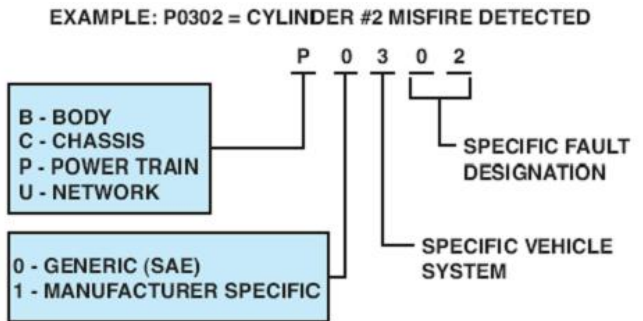 EXAMPLE: P0302 = CYLINDER #2 MISFIRE DETECTED
P 0 3 0 2
B - BODY
C - CHASSIS
P - POWER TRAIN
U - NETWORK
SPECIFIC FAULT
DESIGNATION
0 - GENERIC (SAE)
1 - MANUFACTURER SPECIFIC
SPECIFIC VEHICLE
SYSTEM